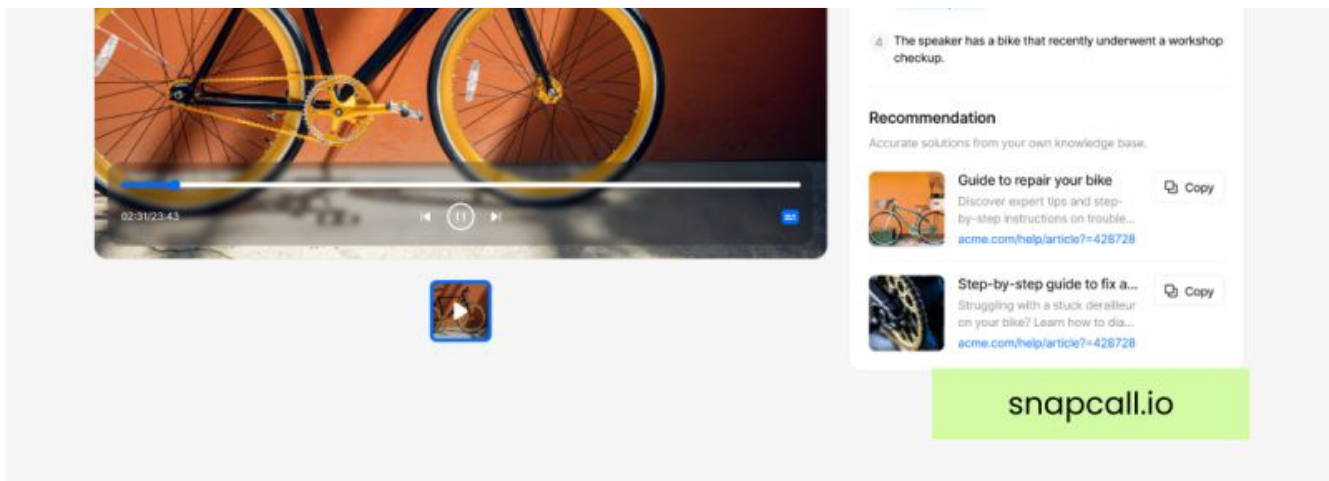 4 The speaker has a bike that recently underwent a workshop
checkup.
Recommendation
Accurate solutions from your own knowledge base.
Guide to repair your bike
Copy
Discover expert tips and step-
by-step instructions on trouble...
acme.com/help/article?=428728
Step-by-step guide to fix a...
Copy
Struggling with a stuck derailleur
on your bike? Learn how to dia...
acme.com/help/article?=428728
02:31/23:43
snapcall.io